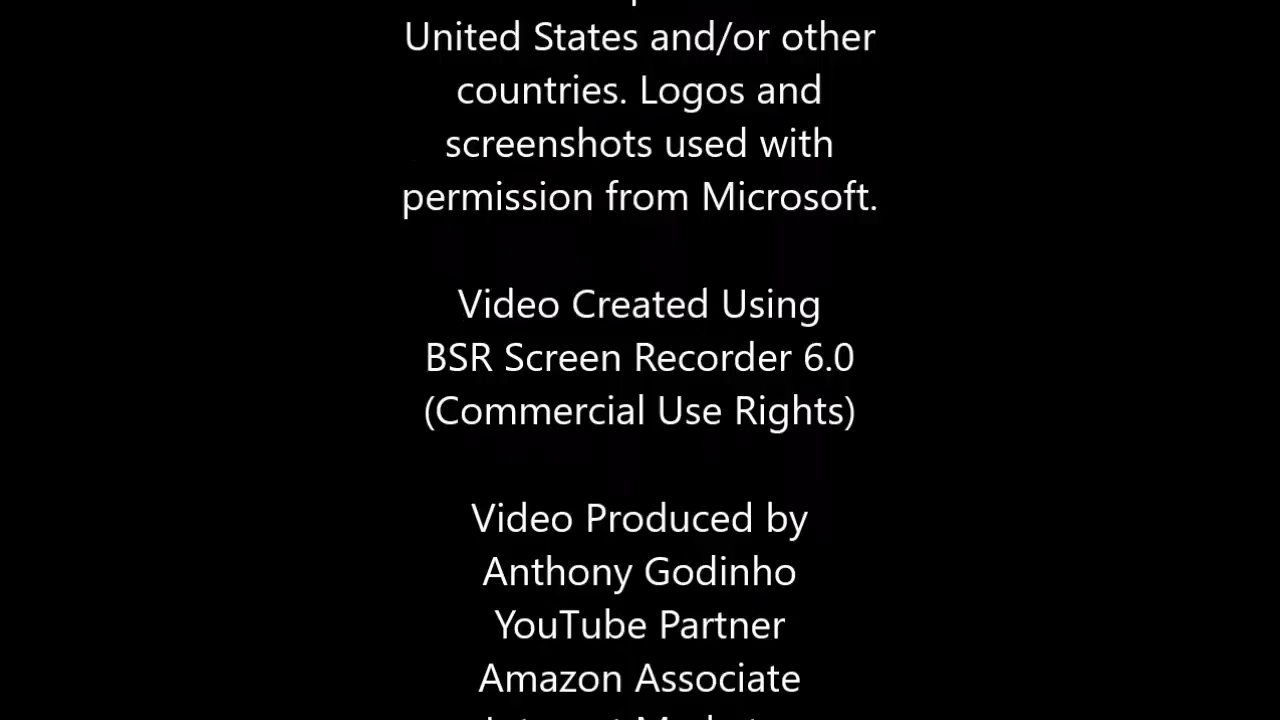 United States and/or other
countries. Logos and
screenshots used with
permission from Microsoft.
Video Created Using
BSR Screen Recorder 6.0
(Commercial Use Rights)
Video Produced by
Anthony Godinho
YouTube Partner
Amazon Associate